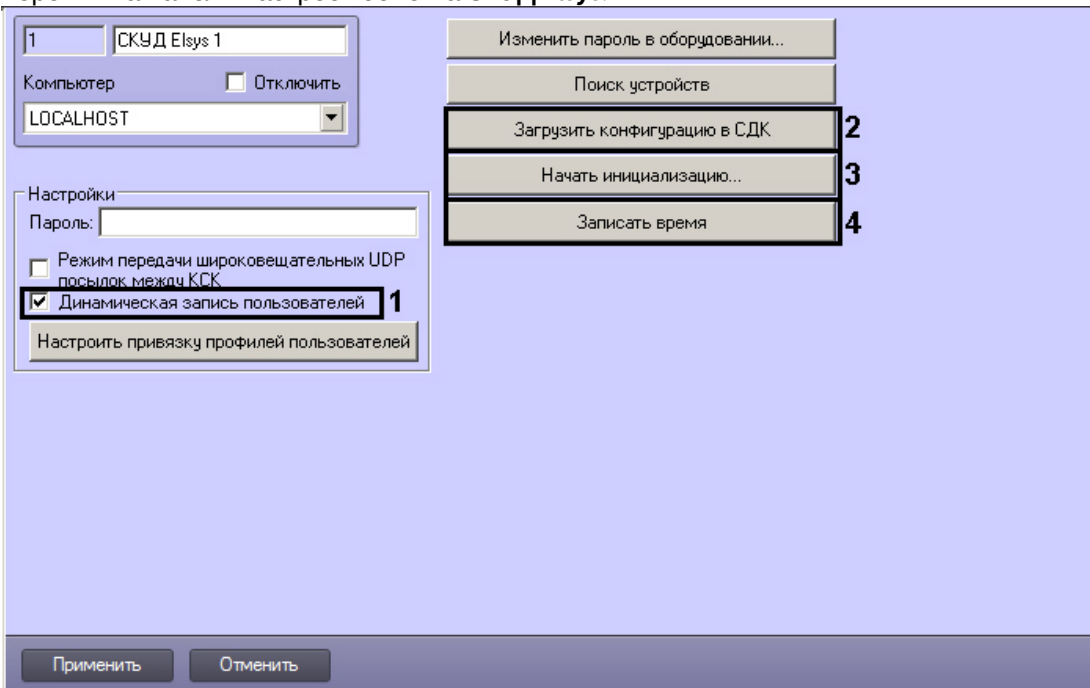 1
СКУД Elsys 1
Компьютер
Отключить
LOCALHOST
Настройки
Пароль:
Режим передачи широковещательных UDP
посылок между КСК
Динамическая запись пользователей
1
Настроить привязку профилей пользователей
Изменить пароль в оборудовании...
Поиск устройств
Загрузить конфигурацию в СДК
2
Начать инициализацию...
3
Записать время
4
Применить
Отменить